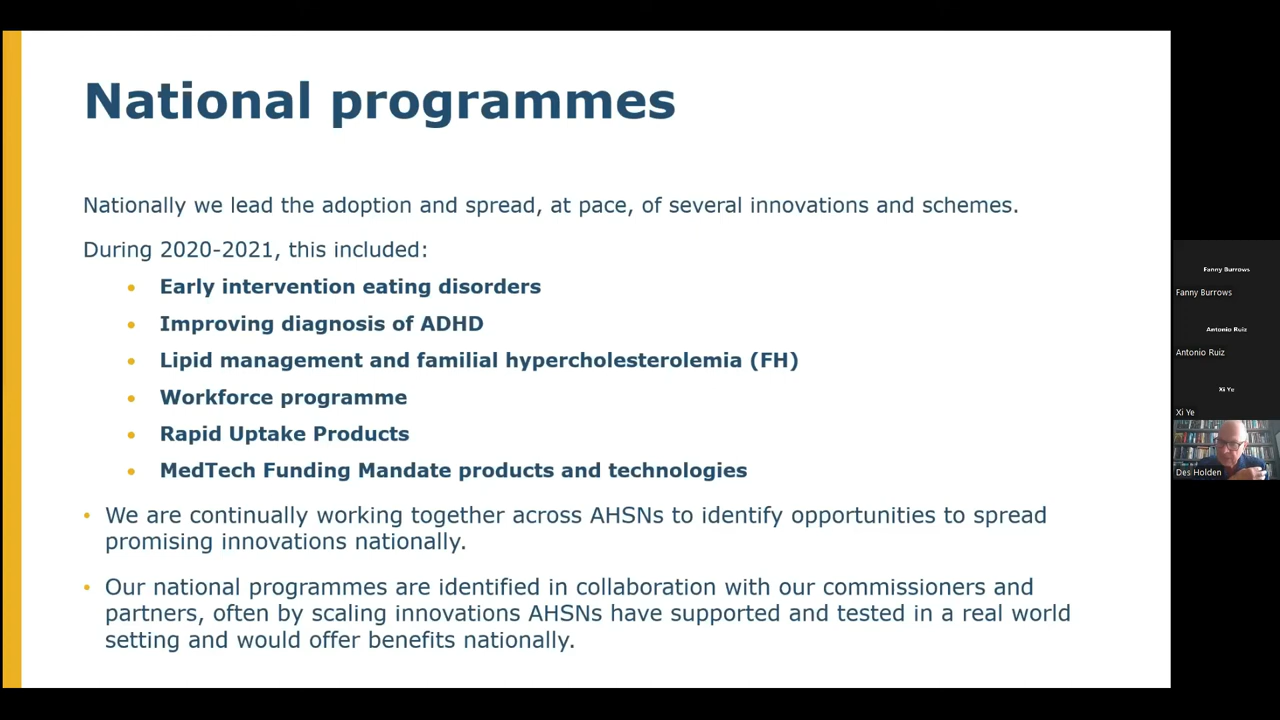 National programmes
Nationally we lead the adoption and spread, at pace, of several innovations and schemes.
During 2020-2021, this included:
• Early intervention eating disorders
• Improving diagnosis of ADHD
• Lipid management and familial hypercholesterolemia (FH)
• Workforce programme
• Rapid Uptake Products
• MedTech Funding Mandate products and technologies
• We are continually working together across AHSNs to identify opportunities to spread
promising innovations nationally.
• Our national programmes are identified in collaboration with our commissioners and
partners, often by scaling innovations AHSNs have supported and tested in a real world
setting and would offer benefits nationally.
Fanny Burrows
Fanny Burrows
Antonio Ruiz
Antonio Ruiz
Xi Ye
Xi Ye
Des Holden